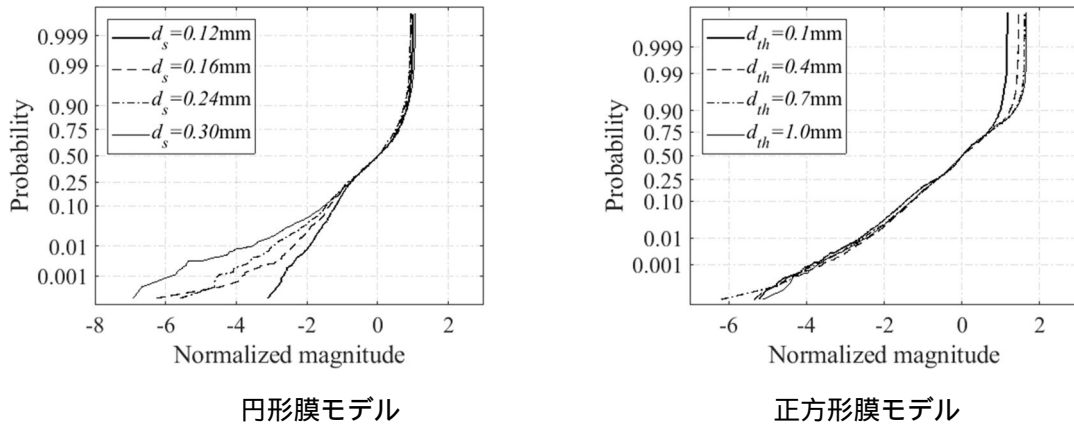 d_s=0.12mm
d_s=0.16mm
d_s=0.24mm
d_s=0.30mm
0.999
0.99
0.90
0.75
0.50
0.25
0.10
0.01
0.001
Probability
-8 -6 -4 -2 0 2
Normalized magnitude
円形膜モデル
d_th=0.1mm
d_th=0.4mm
d_th=0.7mm
d_th=1.0mm
0.999
0.99
0.90
0.75
0.50
0.25
0.10
0.01
0.001
Probability
-6 -4 -2 0 2
Normalized magnitude
正方形膜モデル